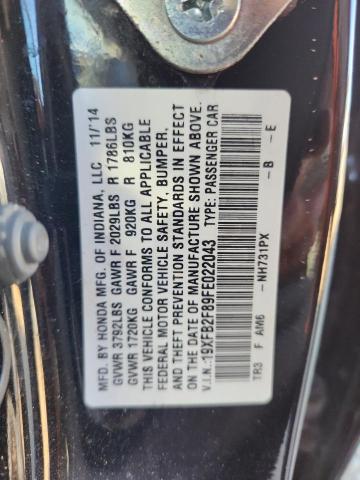 MFD. BY HONDA MFG. OF INDIANA, LLC 11/14
GVWR 3792LBS GAWR F 2029LBS R 1786LBS
GVWR 1720KG GAWR F 920KG R 810KG
THIS VEHICLE CONFORMS TO ALL APPLICABLE
FEDERAL MOTOR VEHICLE SAFETY, BUMPER,
AND THEFT PREVENTION STANDARDS IN EFFECT
ON THE DATE OF MANUFACTURE SHOWN ABOVE.
V.I.N.:19XFB2F89FE022043 TYPE: PASSENGER CAR
TR3 F AM6 -NH731PX -B -E